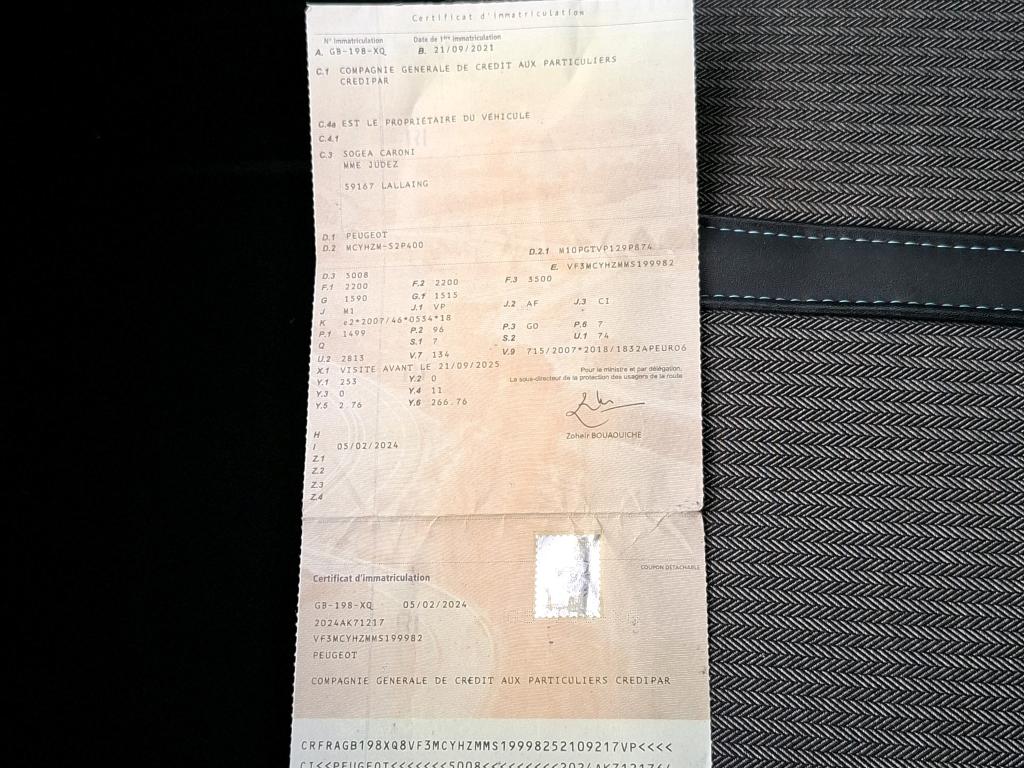 Certificat d'immatriculation
N° Immatriculation Date de 1ère immatriculation
A. GB-198-XQ B. 21/09/2021
C.1 COMPAGNIE GENERALE DE CREDIT AUX PARTICULIERS
CREDIPAR
C.4a EST LE PROPRIÉTAIRE DU VÉHICULE
C.4.1
C.3 SOGEA CARONI
MME JUDEZ
59167 LALLAING
D.1 PEUGEOT
D.2 MCYHZM-S2P400 D.2.1 M10PGTVP129P874
E. VF3MCYHZMMS199982
D.3 5008
F.1 2200 F.2 2200 F.3 3500
G 1590 G.1 1515
J M1 J.1 VP J.2 AF J.3 CI
K e2*2007/46*0534*18
P.1 1499 P.2 96 P.3 GO P.6 7
Q S.1 7 S.2 U.1 74
U.2 2813 V.7 134 V.9 715/2007*2018/1832APEURO6
X.1 VISITE AVANT LE 21/09/2025
Pour le ministre et par délégation,
Y.1 253 Y.2 0 Le sous-directeur de la protection des usagers de la route
Y.3 0 Y.4 11
Y.5 2.76 Y.6 266.76
Zoheir BOUAOUICHE
H
I 05/02/2024
Z.1
Z.2
Z.3
Z.4
COUPON DETACHABLE
Certificat d'immatriculation
GB-198-XQ 05/02/2024
2024AK71217
VF3MCYHZMMS199982
PEUGEOT
COMPAGNIE GENERALE DE CREDIT AUX PARTICULIERS CREDIPAR
CRFRAGB198XQ8VF3MCYHZMMS19998252109217VP<<<<
CI<<PEUGEOT<<<<<<<5008<<<<<<<<<2024AK712176/